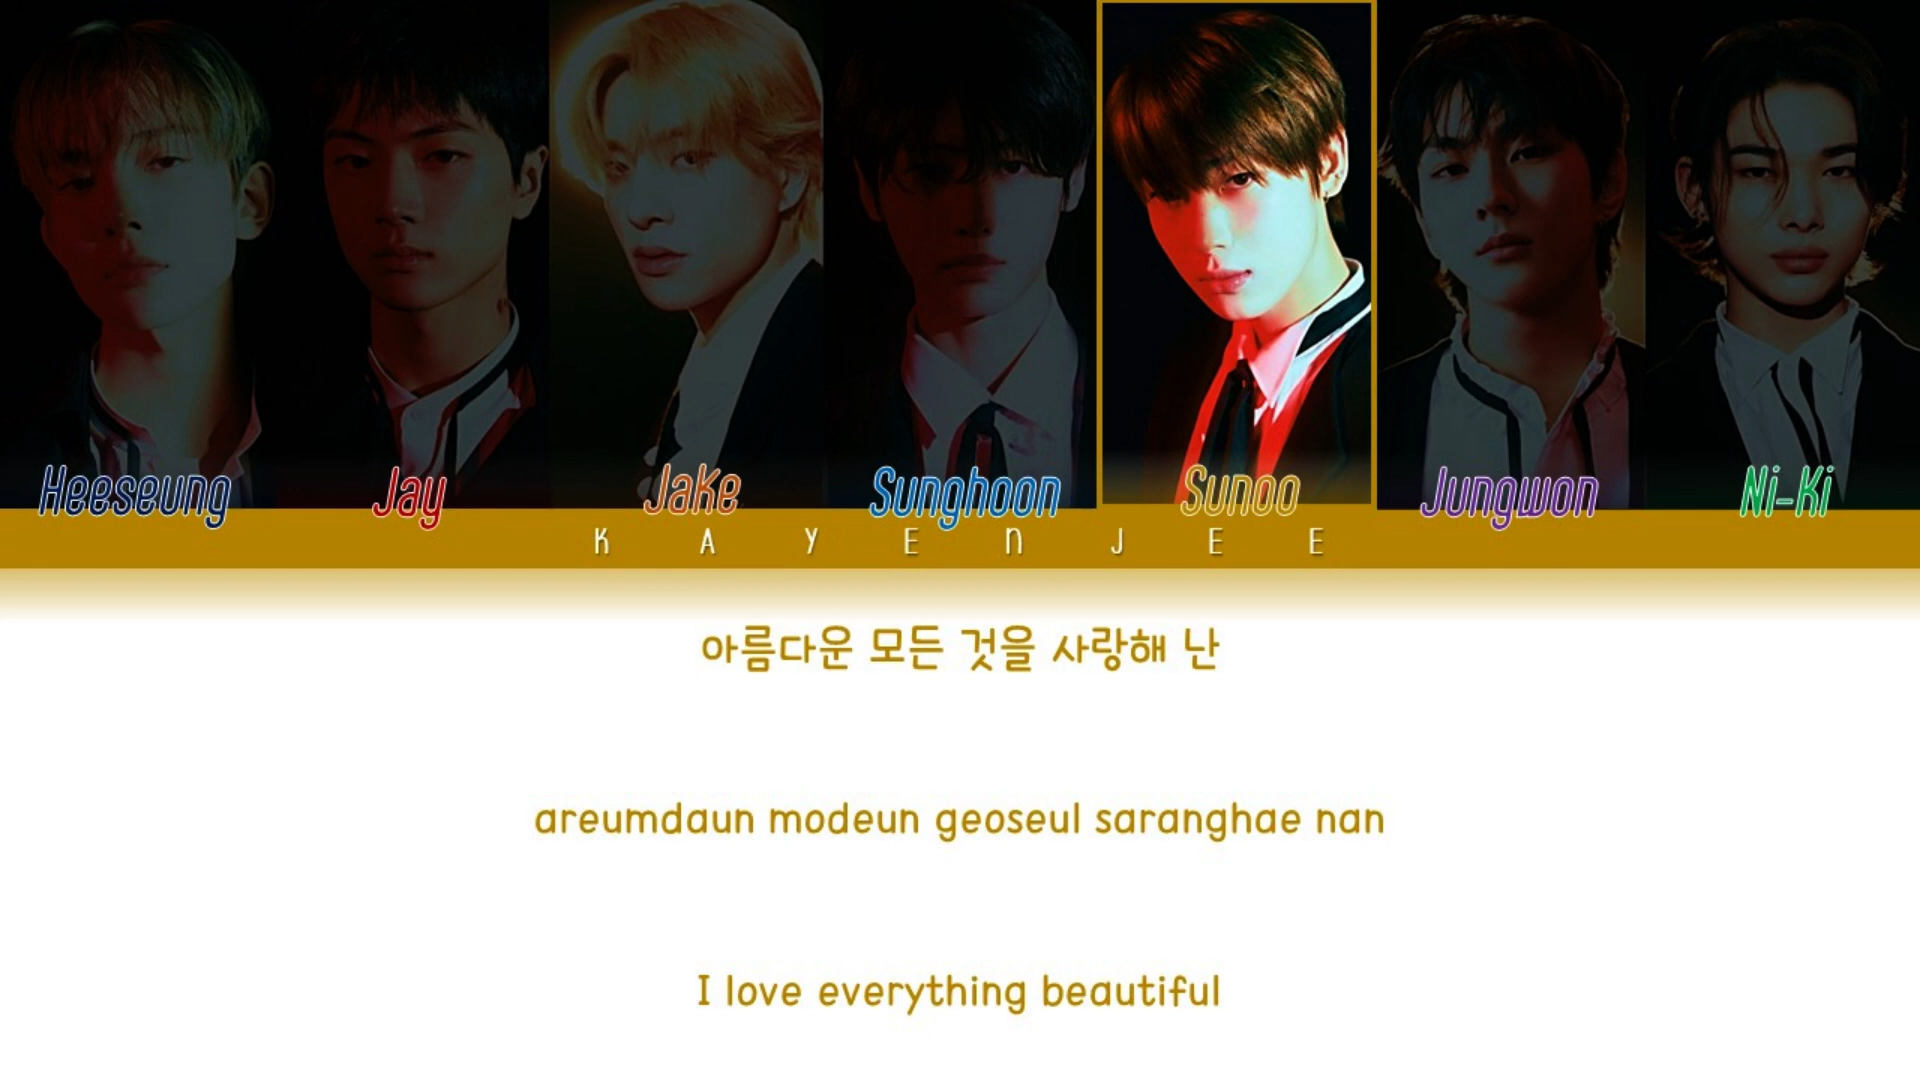 Heeseung Jay Jake Sunghoon Sunoo Jungwon Ni-Ki
K A Y E N J E E
아름다운 모든 것을 사랑해 난
areumdaun modeun geoseul saranghae nan
I love everything beautiful